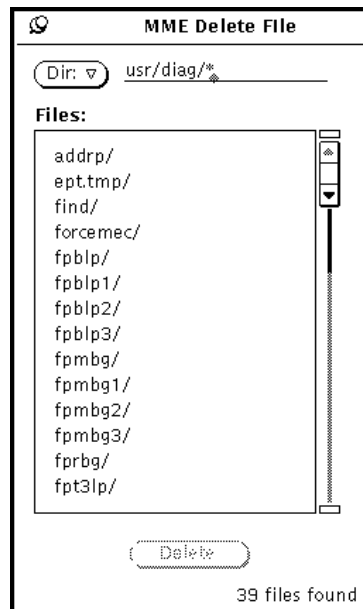 MME Delete FIle
Dir: usr/diag/*
Files:
addrp/
ept.tmp/
find/
forcemec/
fpblp/
fpblp1/
fpblp2/
fpblp3/
fpmbg/
fpmbg1/
fpmbg2/
fpmbg3/
fprbg/
fpt3lp/
Delete
39 files found